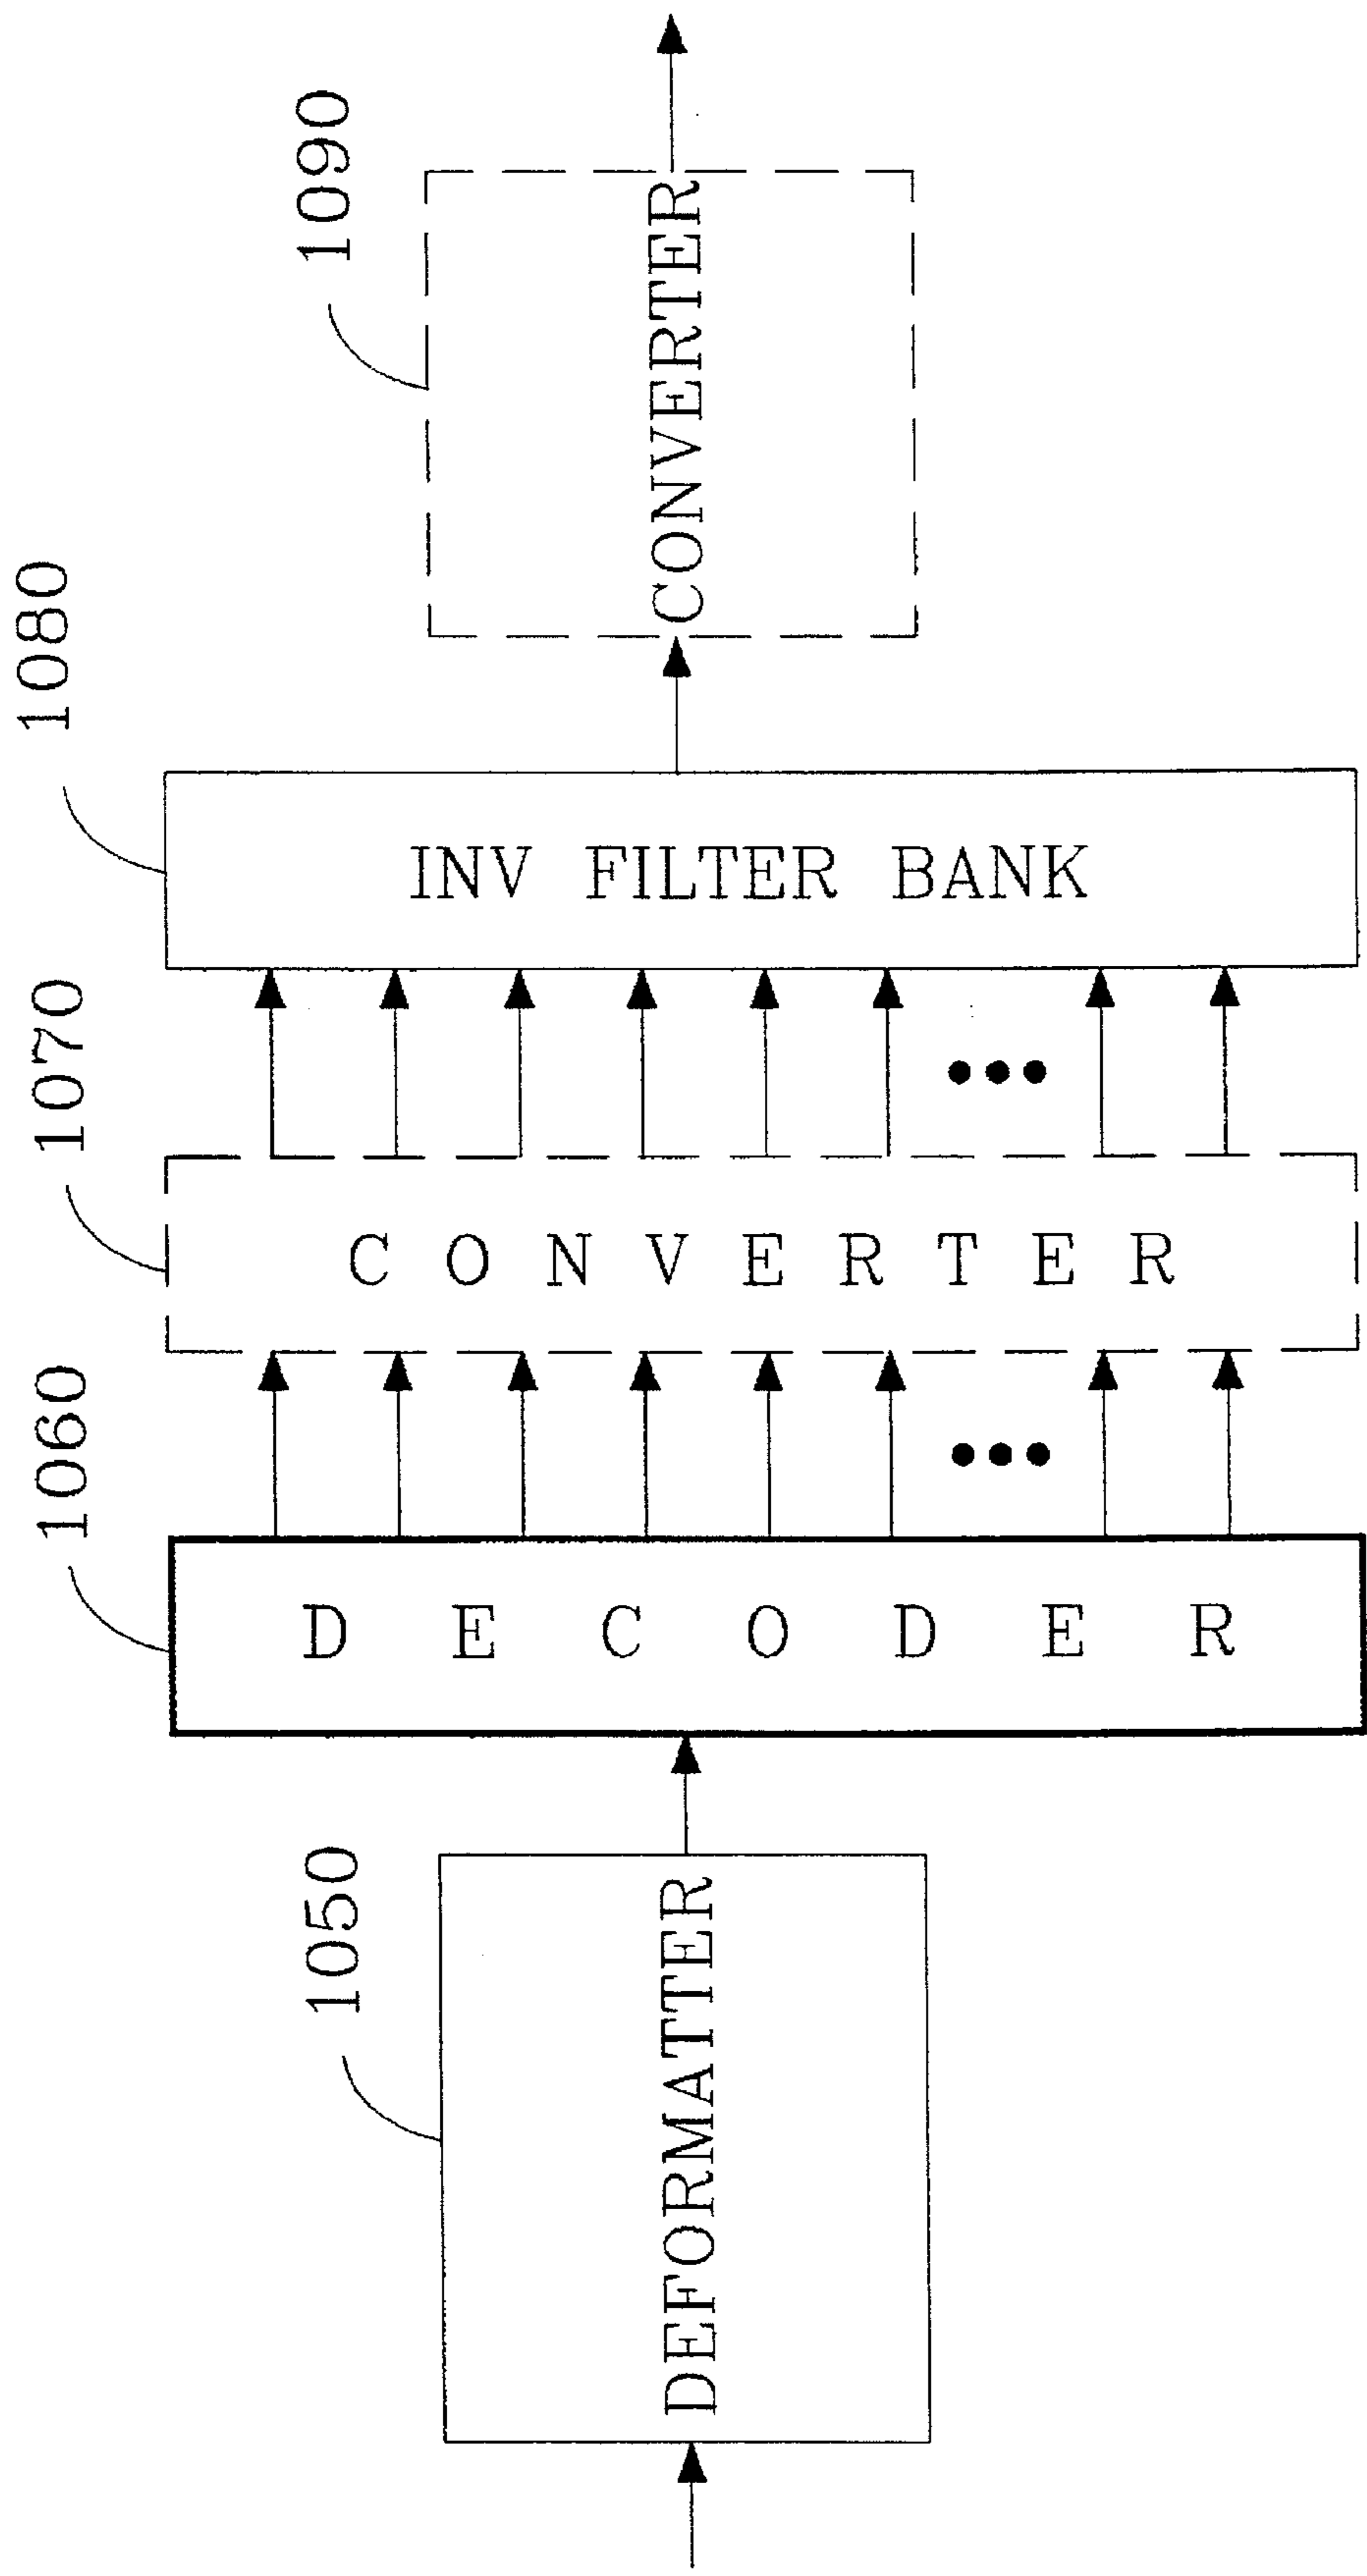 1050
DEFORMATTER
1060
DECODER
1070
CONVERTER
1080
INV FILTER BANK
1090
CONVERTER